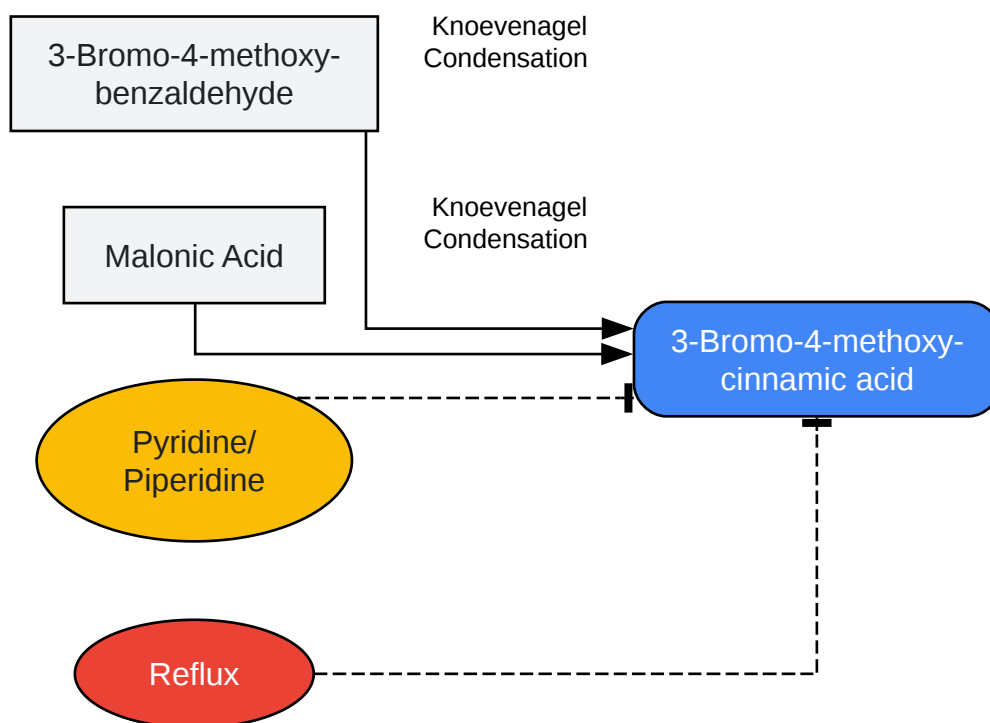 3-Bromo-4-methoxy-
benzaldehyde
Knoevenagel
Condensation
Malonic Acid
Knoevenagel
Condensation
3-Bromo-4-methoxy-
cinnamic acid
Pyridine/
Piperidine
Reflux